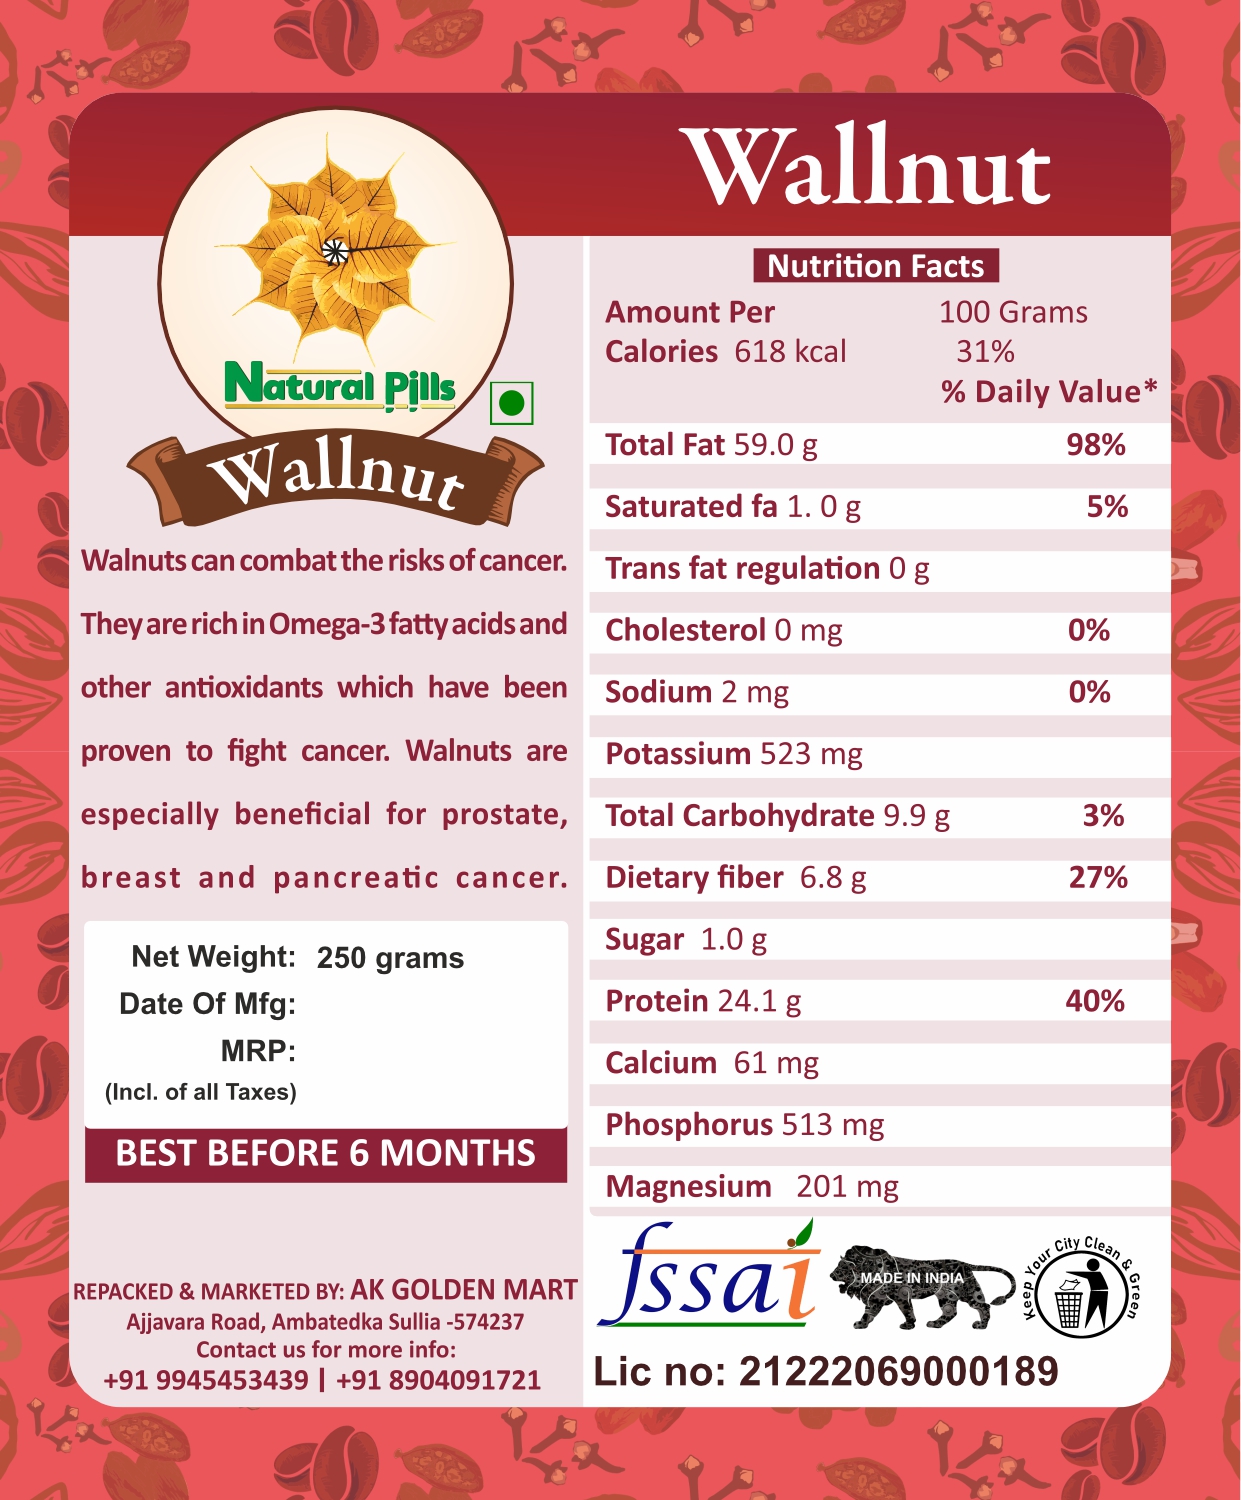 Wallnut
Natural Pills
Wallnut
Walnuts can combat the risks of cancer.
They are rich in Omega-3 fatty acids and
other antioxidants which have been
proven to fight cancer. Walnuts are
especially beneficial for prostate,
breast and pancreatic cancer.
Net Weight: 250 grams
Date Of Mfg:
MRP:
(Incl. of all Taxes)
BEST BEFORE 6 MONTHS
REPACKED & MARKETED BY: AK GOLDEN MART
Ajjavara Road, Ambatedka Sullia -574237
Contact us for more info:
+91 9945453439 | +91 8904091721
Nutrition Facts
Amount Per 100 Grams
Calories 618 kcal 31%
% Daily Value*
Total Fat 59.0 g 98%
Saturated fa 1. 0 g 5%
Trans fat regulation 0 g
Cholesterol 0 mg 0%
Sodium 2 mg 0%
Potassium 523 mg
Total Carbohydrate 9.9 g 3%
Dietary fiber 6.8 g 27%
Sugar 1.0 g
Protein 24.1 g 40%
Calcium 61 mg
Phosphorus 513 mg
Magnesium 201 mg
fssai
MADE IN INDIA
Keep Your City Clean & Green
Lic no: 21222069000189